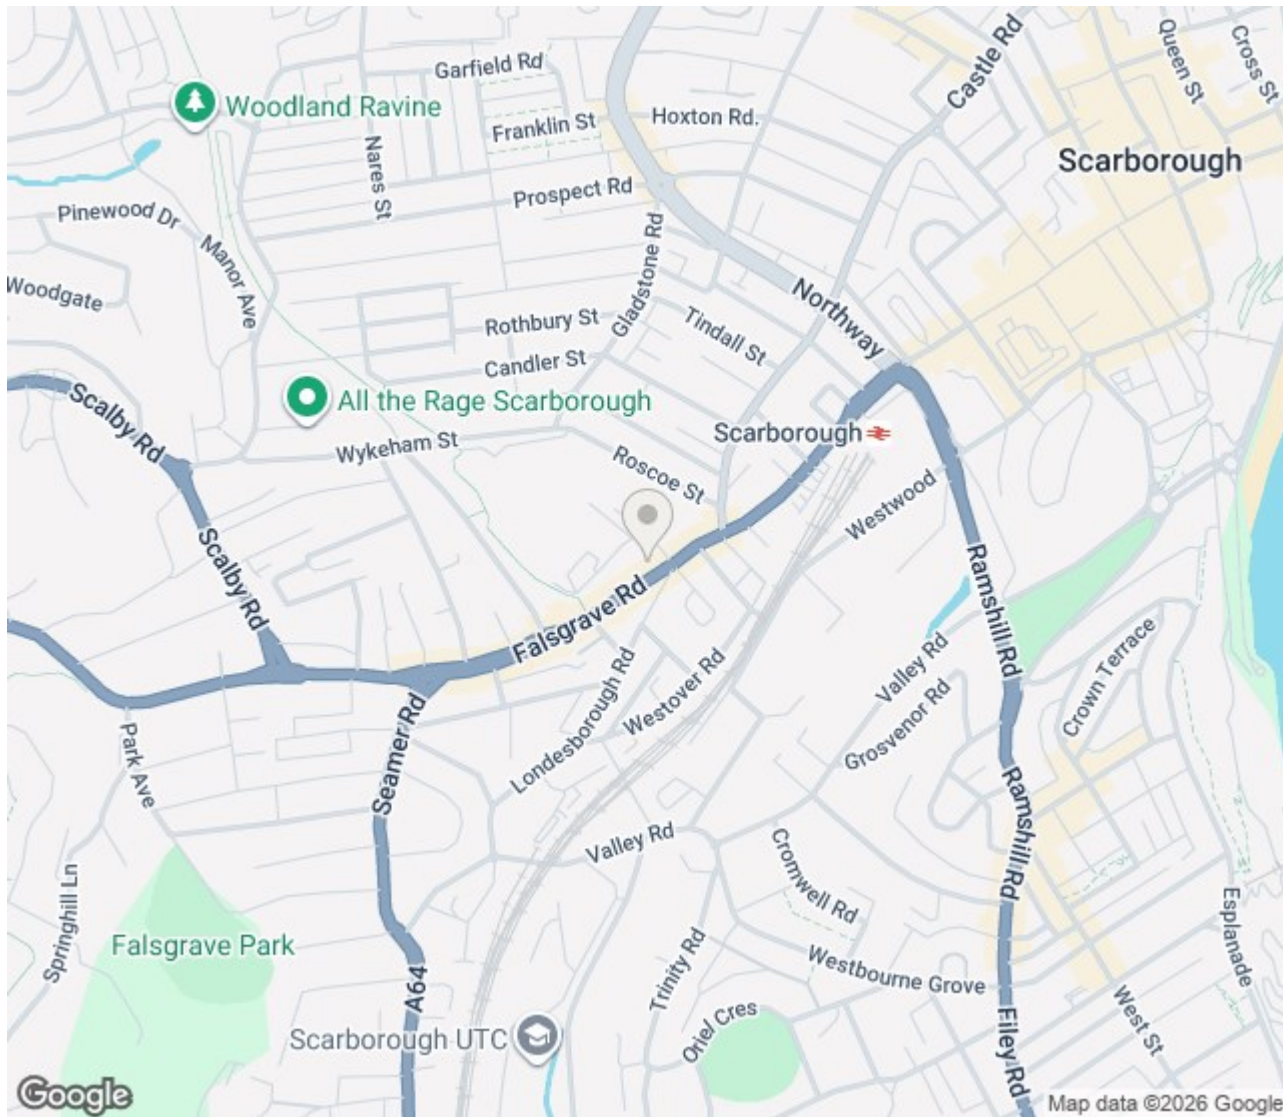 Queen St
Cross St
Castle Rd
Garfield Rd
Woodland Ravine
Hoxton Rd.
Franklin St
Nares St
Scarborough
Prospect Rd
Pinewood Dr
Manor Ave
Gladstone Rd
Woodgate
Northway
Rothbury St
Tindall St
Candler St
Scalby Rd
All the Rage Scarborough
Scarborough
Wykeham St
Roscoe St
Westwood
Scalby Rd
Ramshill Rd
Falsgrave Rd
Valley Rd
Crown Terrace
Westover Rd
Londesborough Rd
Grosvenor Rd
Seamer Rd
Park Ave
Ramshill Rd
Valley Rd
Cromwell Rd
Springhill Ln
Esplanade
Falsgrave Park
Trinity Rd
Westbourne Grove
A64
West St
Scarborough UTC
Oriel Cres
Filey Rd
Google
Map data ©2026 Google